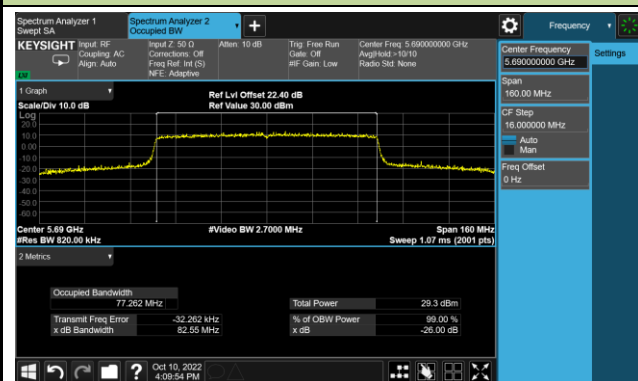 Spectrum Analyzer 1
Swept SA
Spectrum Analyzer 2
Occupied BW
+
Frequency
KEYSIGHT
Input: RF
Coupling: AC
Align: Auto
Input Z: 50 Ω
Corrections: Off
Freq Ref: Int (S)
NFE: Adaptive
Atten: 10 dB
Trig: Free Run
Gate: Off
#IF Gain: Low
Center Freq: 5.690000000 GHz
Avg|Hold:>10/10
Radio Std: None
Center Frequency
5.690000000 GHz
Settings
Span
160.00 MHz
CF Step
16.000000 MHz
Auto
Man
Freq Offset
0 Hz
1 Graph
Scale/Div 10.0 dB
Ref Lvl Offset 22.40 dB
Ref Value 30.00 dBm
Log
20.0
10.0
0.00
-10.0
-20.0
-30.0
-40.0
-50.0
-60.0
Center 5.69 GHz
#Res BW 820.00 kHz
#Video BW 2.7000 MHz
Span 160 MHz
Sweep 1.07 ms (2001 pts)
2 Metrics
Occupied Bandwidth
77.262 MHz
Total Power
29.3 dBm
Transmit Freq Error
-32.262 kHz
% of OBW Power
99.00 %
x dB Bandwidth
82.55 MHz
x dB
-26.00 dB
?
Oct 10, 2022
4:09:54 PM